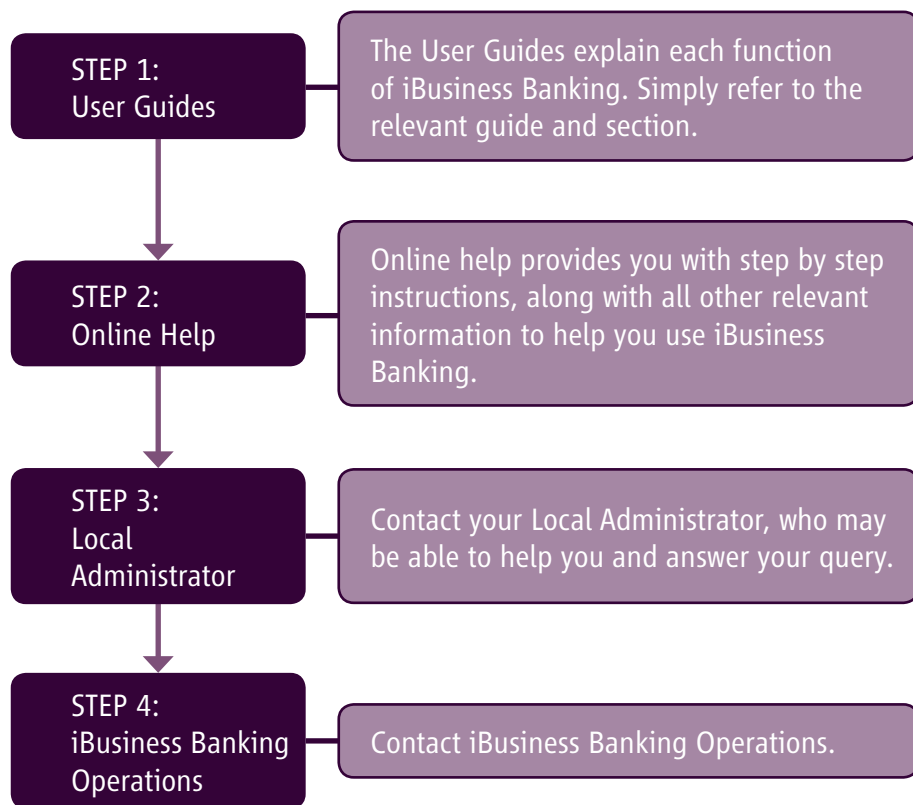 STEP 1:
User Guides
The User Guides explain each function
of iBusiness Banking. Simply refer to the
relevant guide and section.
STEP 2:
Online Help
Online help provides you with step by step
instructions, along with all other relevant
information to help you use iBusiness
Banking.
STEP 3:
Local
Administrator
Contact your Local Administrator, who may
be able to help you and answer your query.
STEP 4:
iBusiness Banking
Operations
Contact iBusiness Banking Operations.